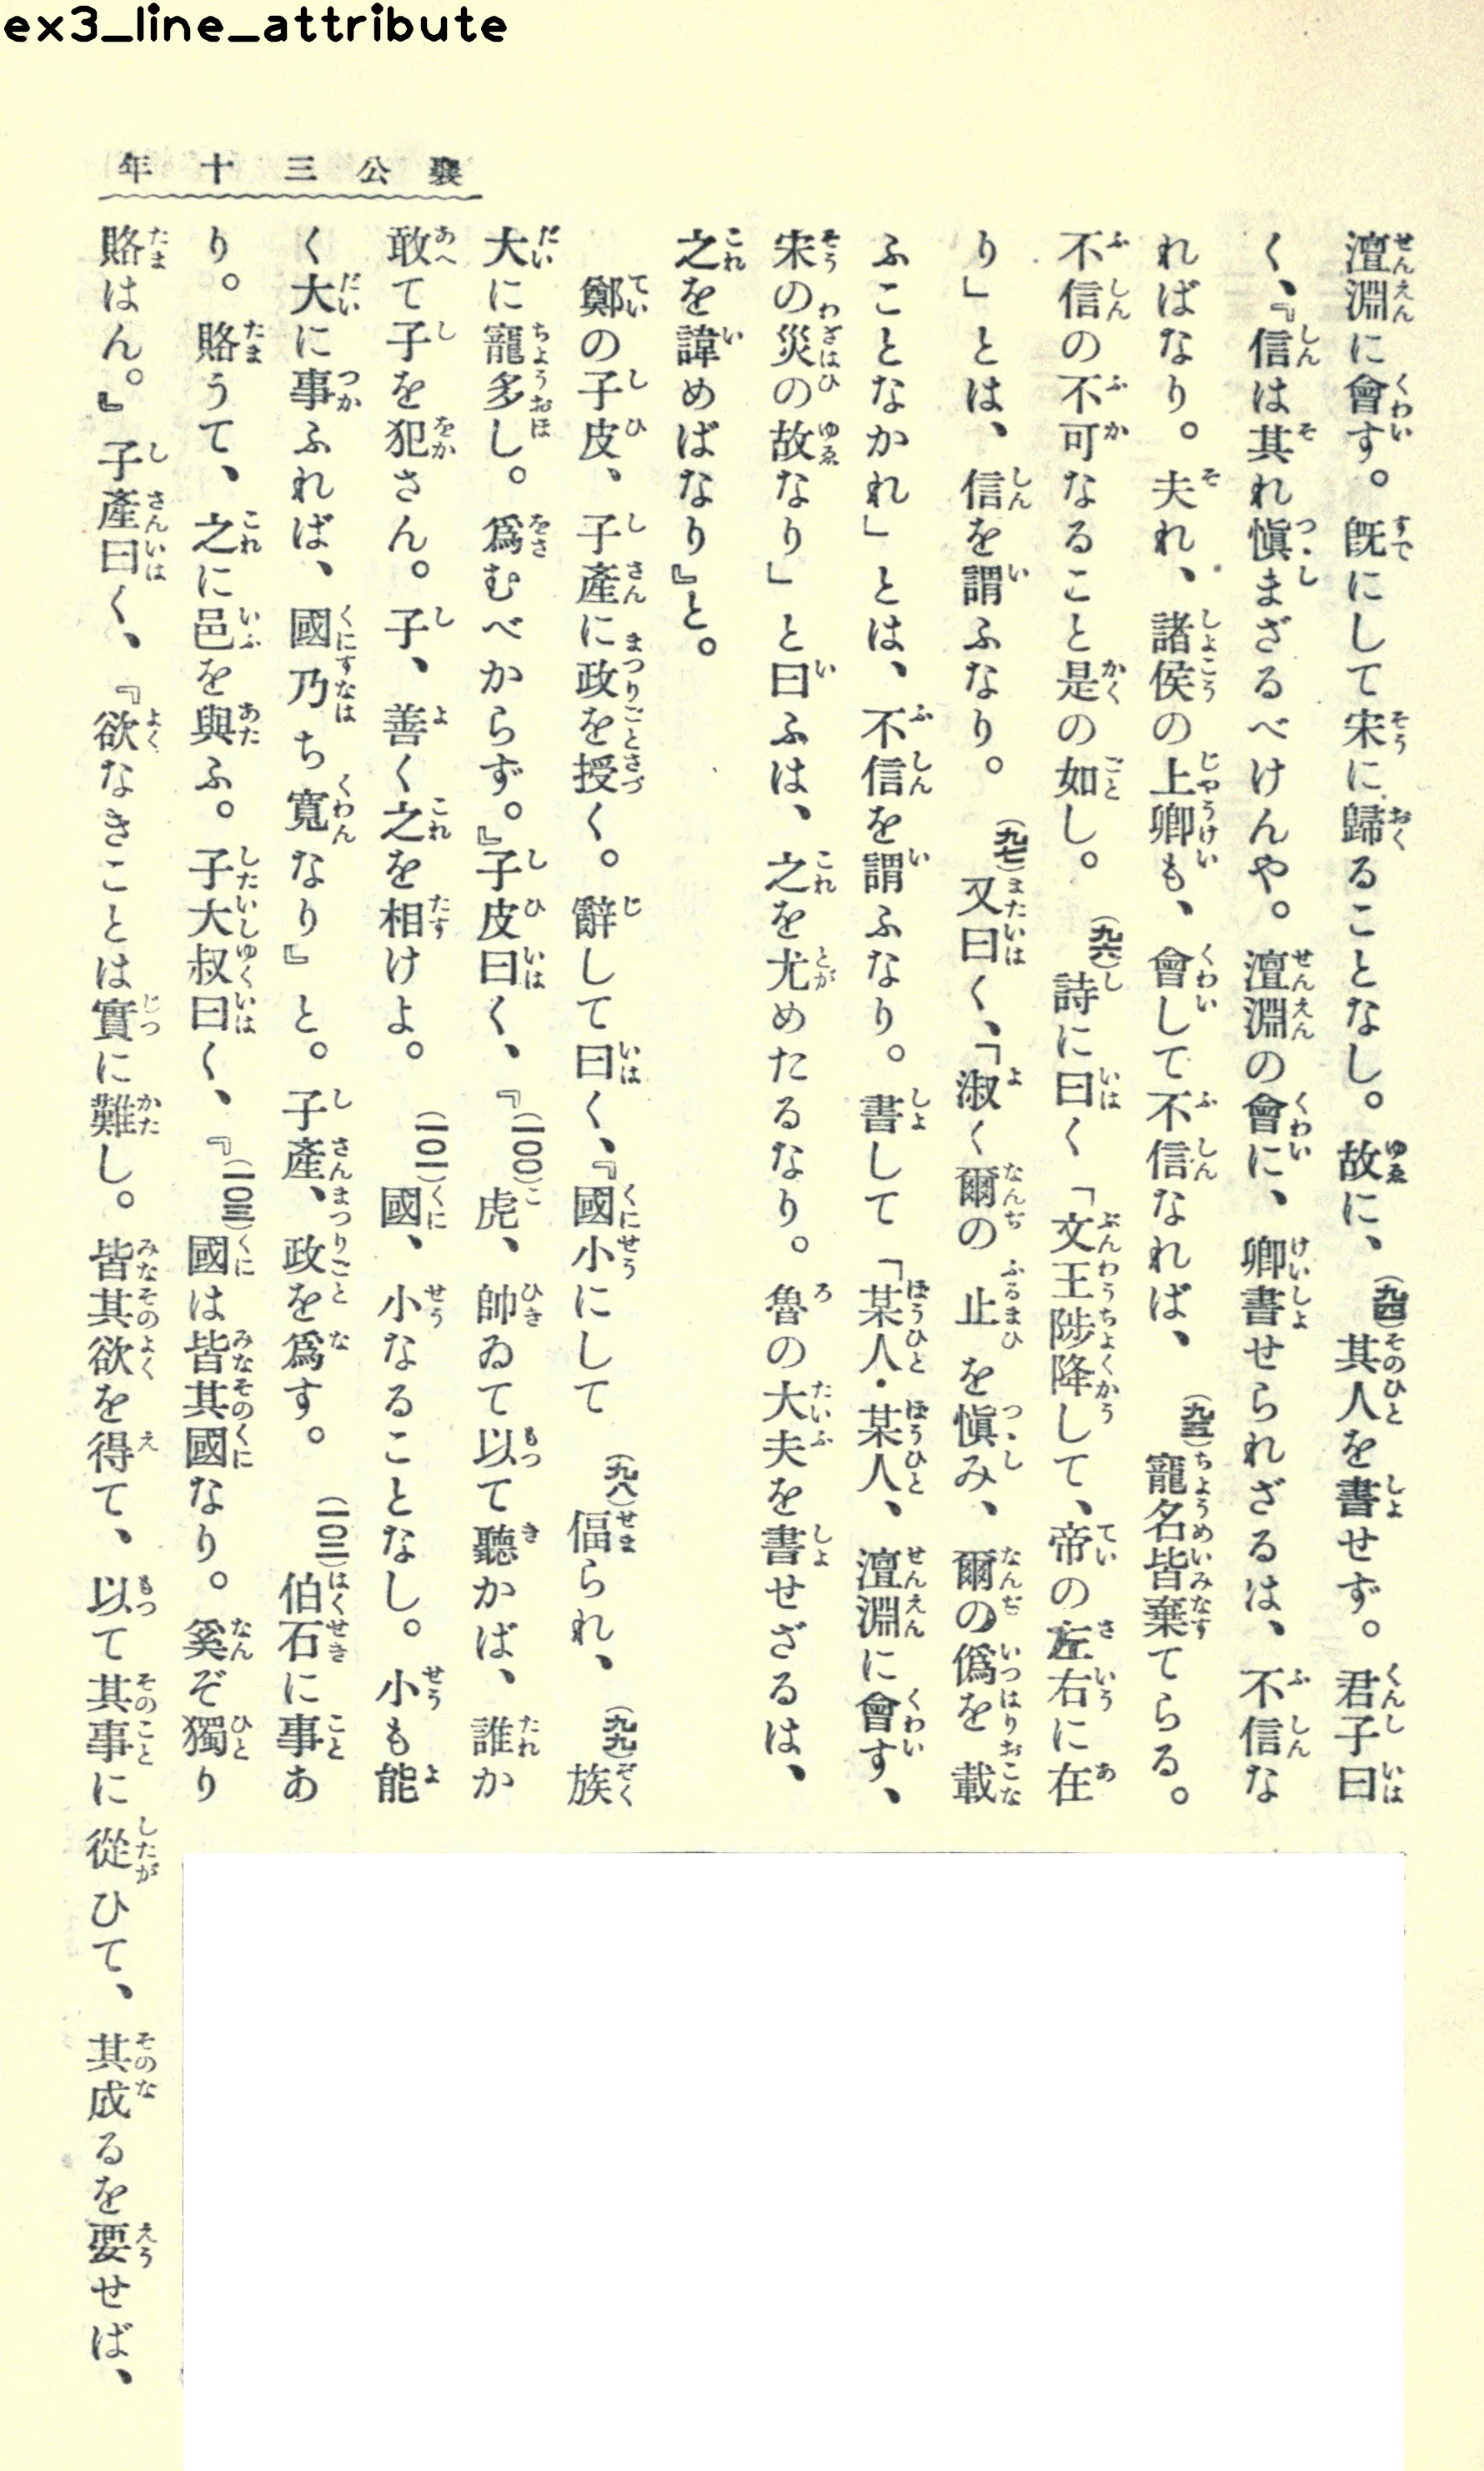 ex3_line_attribute
襄公三十年
澶淵に會す。旣にして宋に歸ることなし。故に、(九四)其人を書せず。君子曰
く、『信は其れ愼まざるべけんや。澶淵の會に、卿書せられざるは、不信な
ればなり。夫れ、諸侯の上卿も、會して不信なれば、(九五)寵名皆棄てらる。
不信の不可なること是の如し。(九六)詩に曰く「文王陟降して、帝の左右に在
り」とは、信を謂ふなり。(九七)又曰く、「淑く爾の止を愼み、爾の僞を載
ふことなかれ」とは、不信を謂ふなり。書して「某人・某人、澶淵に會す、
宋の災の故なり」と曰ふは、之を尤めたるなり。魯の大夫を書せざるは、
之を諱めばなり』と。
鄭の子皮、子產に政を授く。辭して曰く、『國小にして(九八)偪られ、(九九)族
大に寵多し。爲むべからず。』子皮曰く、『(一〇〇)虎、帥ゐて以て聽かば、誰か
敢て子を犯さん。子、善く之を相けよ。(一〇一)國、小なることなし。小も能
く大に事ふれば、國乃ち寬なり』と。子產、政を爲す。(一〇二)伯石に事あ
り。賂うて、之に邑を與ふ。子大叔曰く、『(一〇三)國は皆其國なり。奚ぞ獨り
賂はん。』子產曰く、『欲なきことは實に難し。皆其欲を得て、以て其事に從ひて、其成るを要せば、